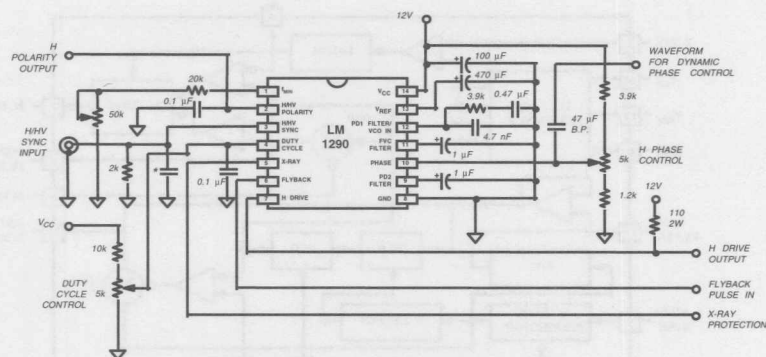 12V
H
POLARITY
OUTPUT
20k
50k
0.1 µF
H/HV
SYNC
INPUT
2k
*
0.1 µF
VCC
10k
5k
DUTY
CYCLE
CONTROL
1
2
3
4
5
6
7
H/HV
POLARITY
H/HV
SYNC
DUTY
CYCLE
X-RAY
FLYBACK
H DRIVE
LM
1290
VCC
VREF
PD1 FILTER/
VCO IN
FVC
FILTER
PHASE
PD2
FILTER
GND
14
13
12
11
10
9
8
+
100 µF
+
470 µF
3.9k
0.47 µF
4.7 nF
+
1 µF
+
1 µF
47 µF
B.P.
WAVEFORM
FOR DYNAMIC
PHASE CONTROL
3.9k
5k
H PHASE
CONTROL
1.2k
12V
110
2W
H DRIVE
OUTPUT
FLYBACK
PULSE IN
X-RAY
PROTECTION